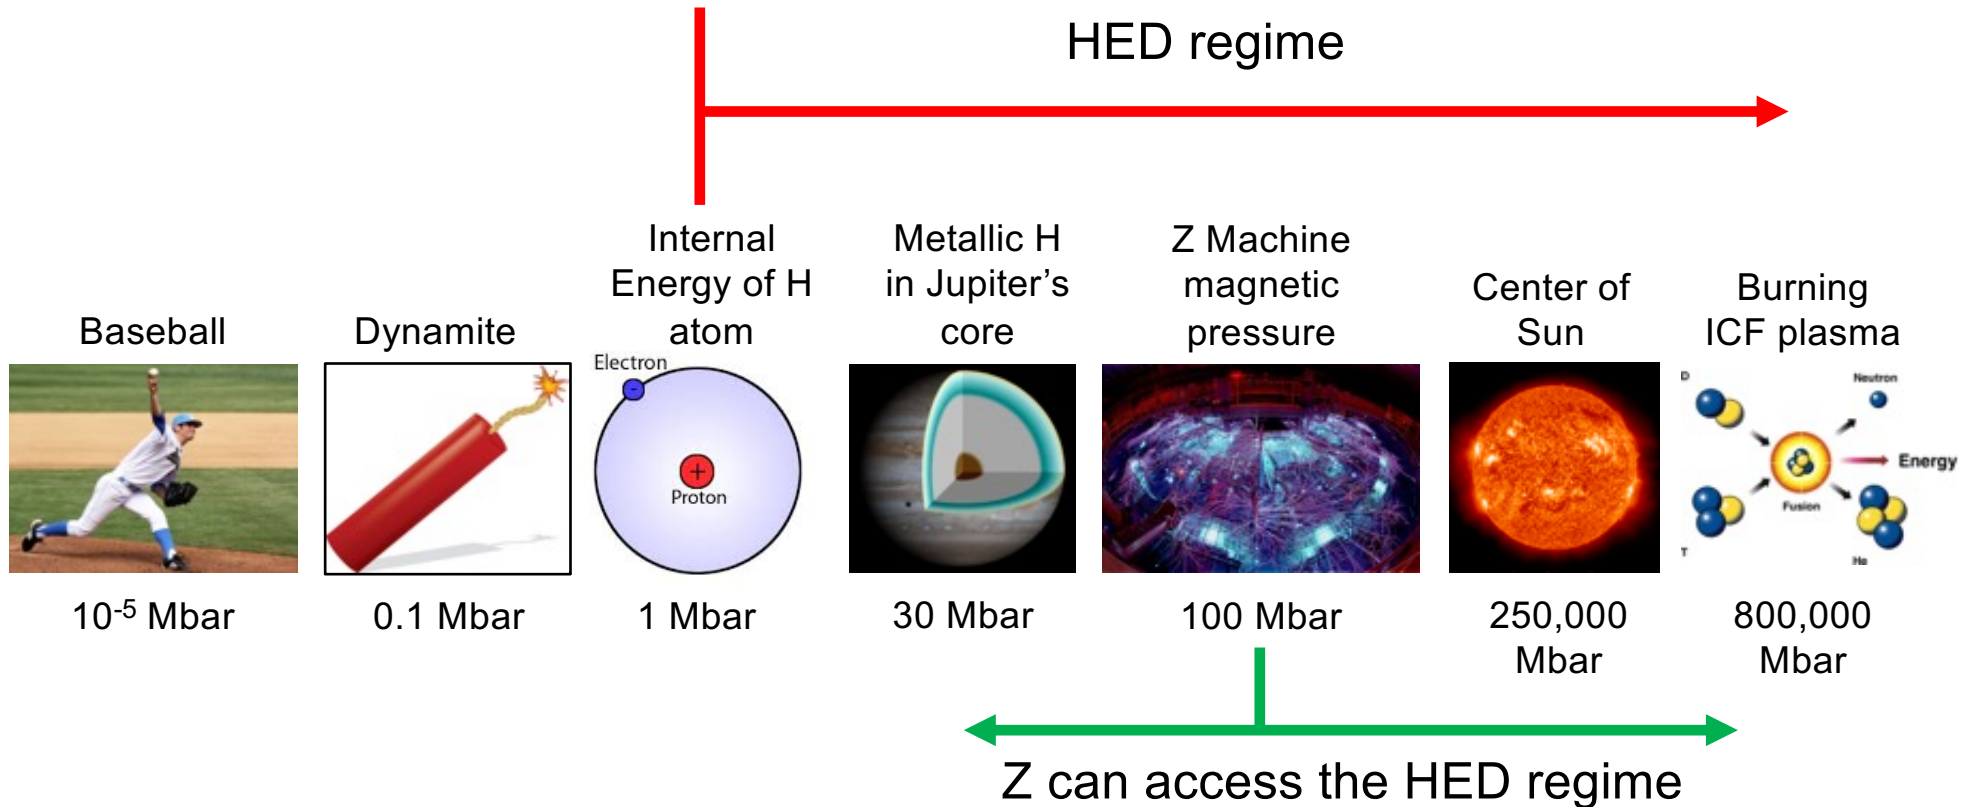 HED regime
Baseball
Dynamite
Internal
Energy of H
atom
Metallic H
in Jupiter’s
core
Z Machine
magnetic
pressure
Center of
Sun
Burning
ICF plasma
Electron
-
+
Proton
D
T
Neutron
Energy
Fusion
He
10⁻⁵ Mbar
0.1 Mbar
1 Mbar
30 Mbar
100 Mbar
250,000
Mbar
800,000
Mbar
Z can access the HED regime